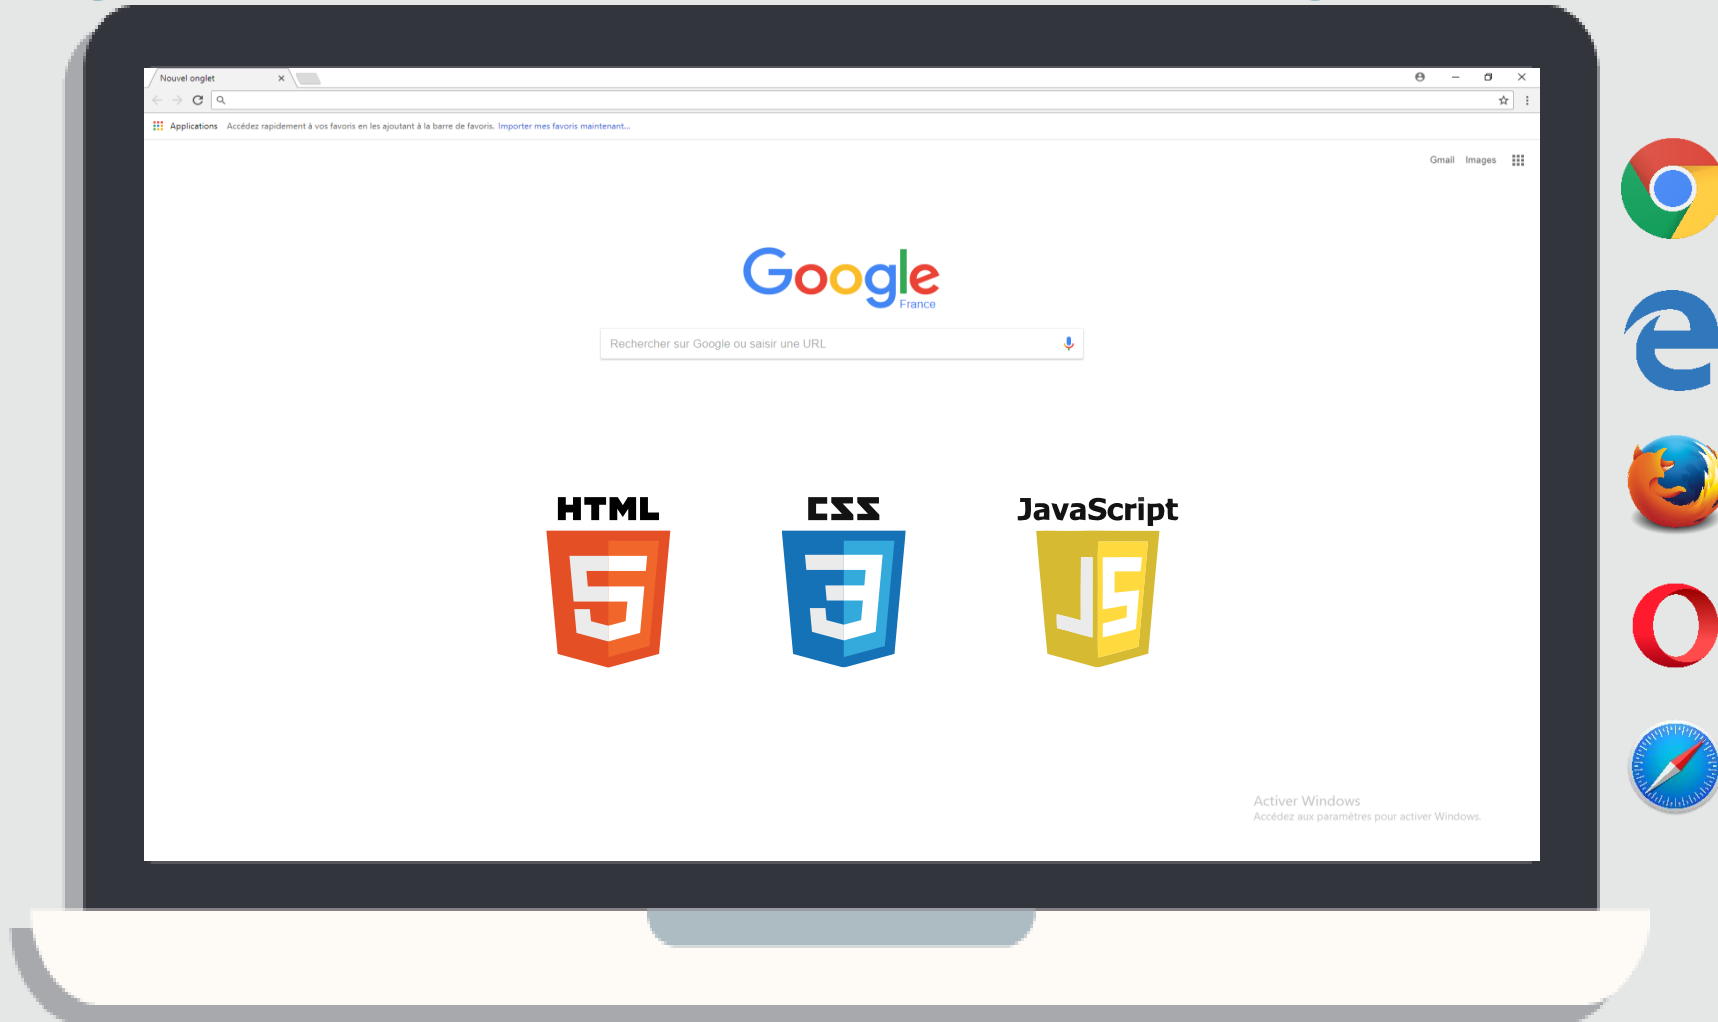 Nouvel onglet
Applications Accédez rapidement à vos favoris en les ajoutant à la barre de favoris. Importer mes favoris maintenant...
Gmail Images
Google
France
Rechercher sur Google ou saisir une URL
HTML CSS JavaScript
5 3 JS
Activer Windows
Accédez aux paramètres pour activer Windows.